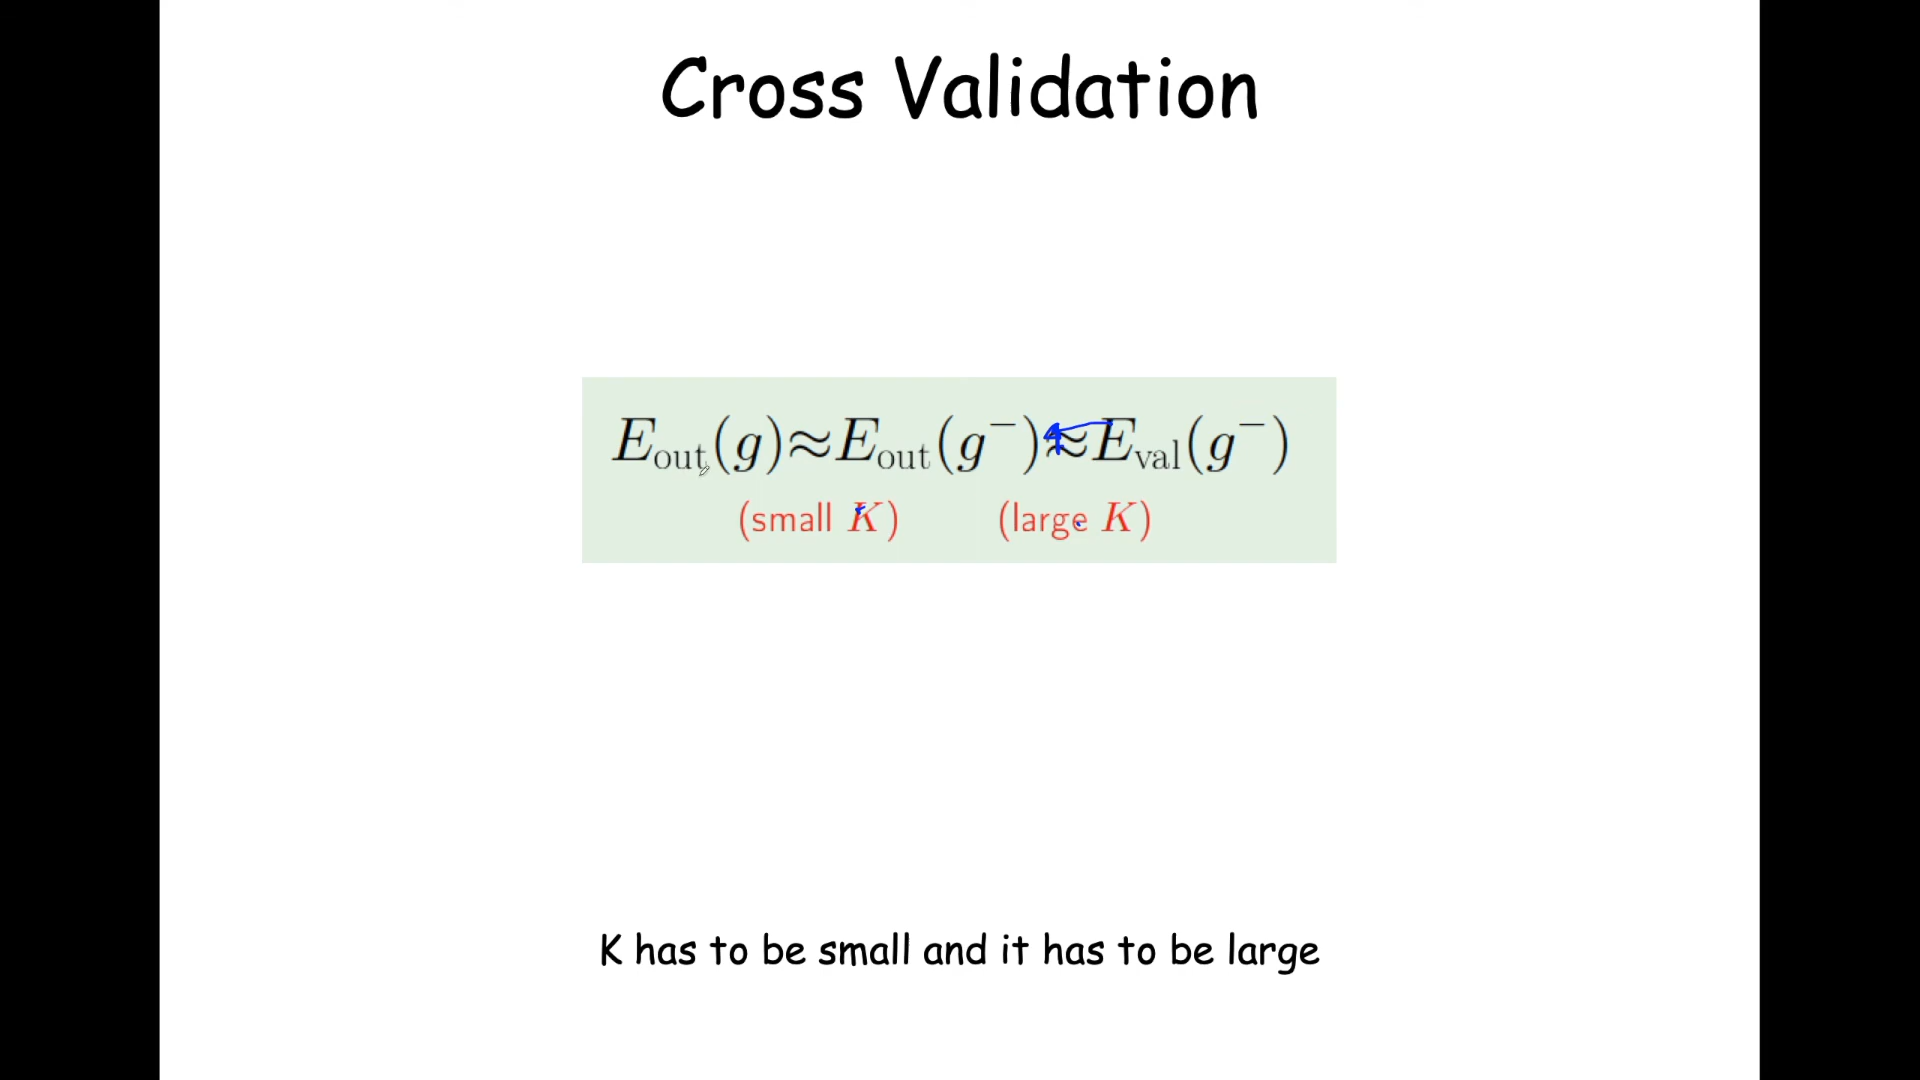 Cross Validation
E_out(g) ≈ E_out(g⁻) ≈ E_val(g⁻)
(small K) (large K)
K has to be small and it has to be large